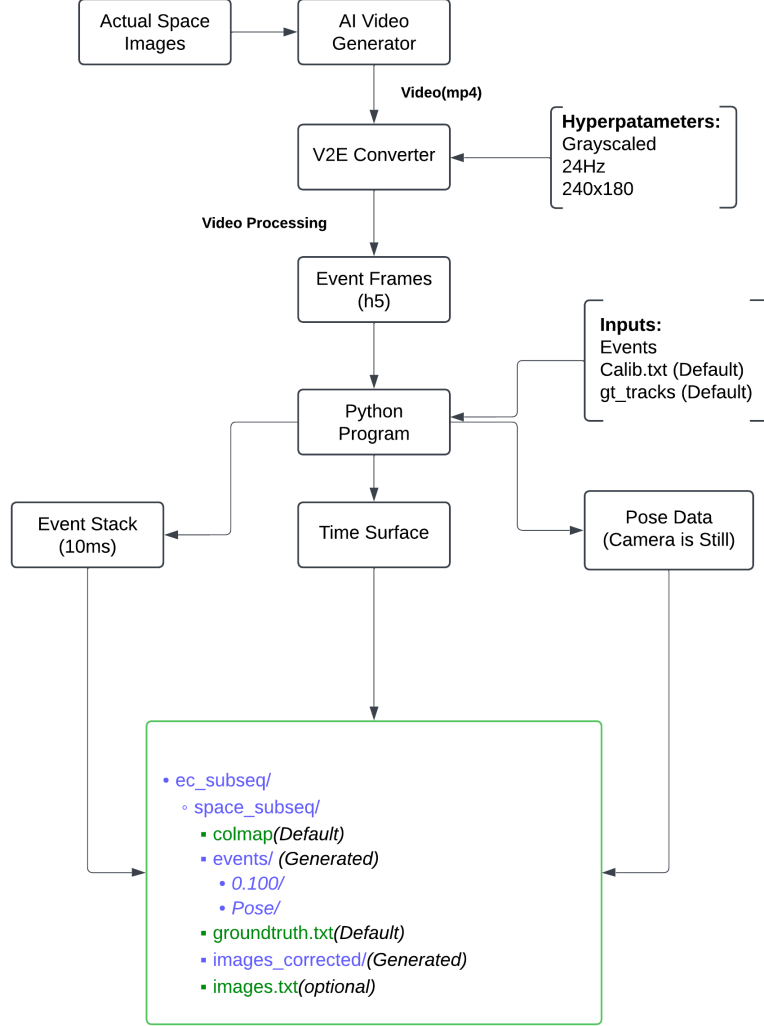 Actual Space
Images
AI Video
Generator
Video(mp4)
V2E Converter
Hyperpatameters:
Grayscaled
24Hz
240x180
Video Processing
Event Frames
(h5)
Inputs:
Events
Calib.txt (Default)
gt_tracks (Default)
Python
Program
Event Stack
(10ms)
Time Surface
Pose Data
(Camera is Still)
• ec_subseq/
◦ space_subseq/
▪ colmap(Default)
▪ events/ (Generated)
• 0.100/
• Pose/
▪ groundtruth.txt(Default)
▪ images_corrected/(Generated)
▪ images.txt(optional)